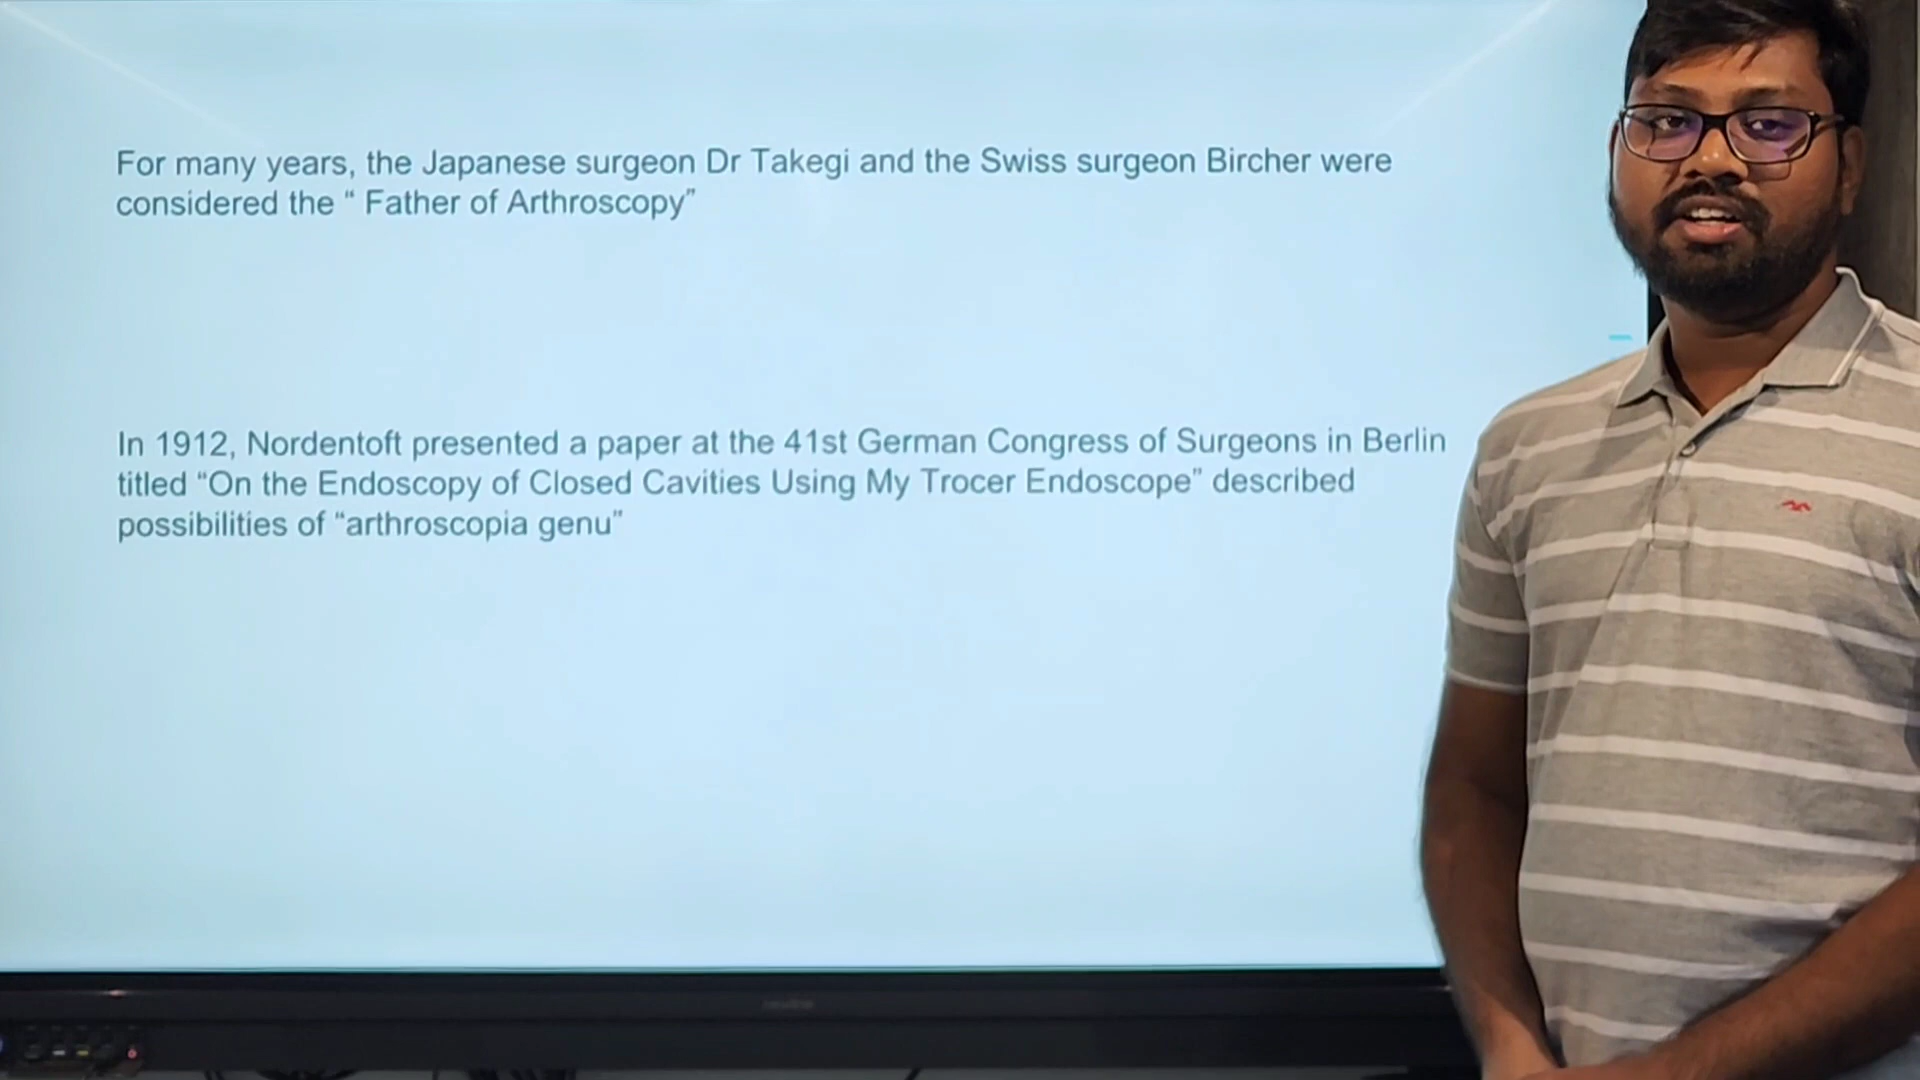 For many years, the Japanese surgeon Dr Takegi and the Swiss surgeon Bircher were
considered the “ Father of Arthroscopy”
In 1912, Nordentoft presented a paper at the 41st German Congress of Surgeons in Berlin
titled “On the Endoscopy of Closed Cavities Using My Trocer Endoscope” described
possibilities of “arthroscopia genu”